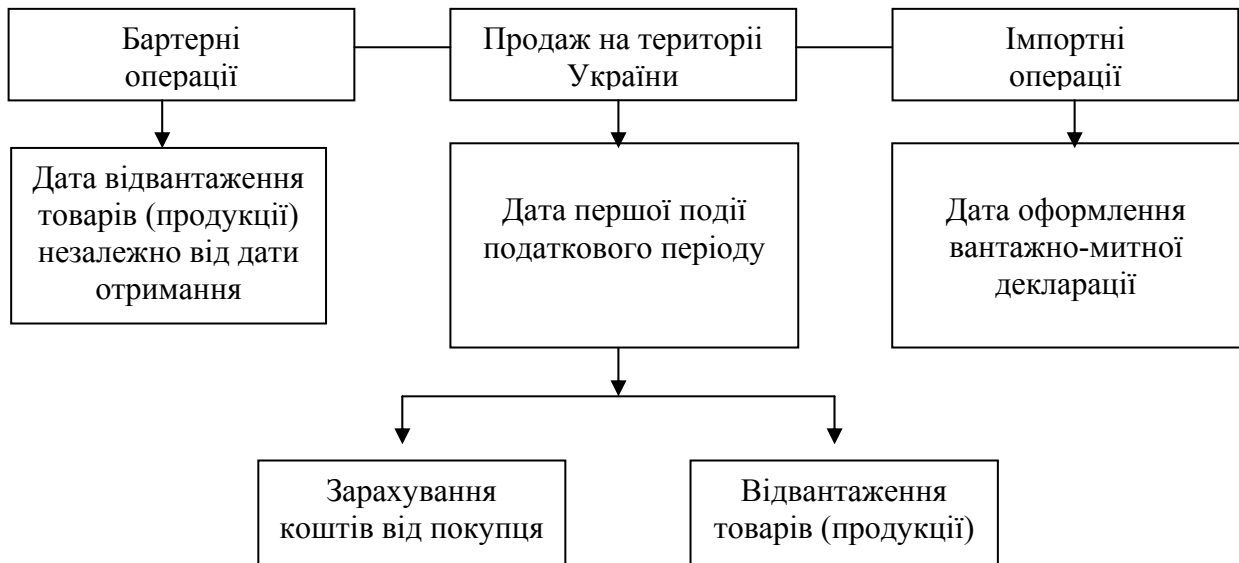 Бартерні
операції
Продаж на території
України
Імпортні
операції
Дата відвантаження
товарів (продукції)
незалежно від дати
отримання
Дата першої події
податкового періоду
Дата оформлення
вантажно-митної
декларації
Зарахування
коштів від покупця
Відвантаження
товарів (продукції)